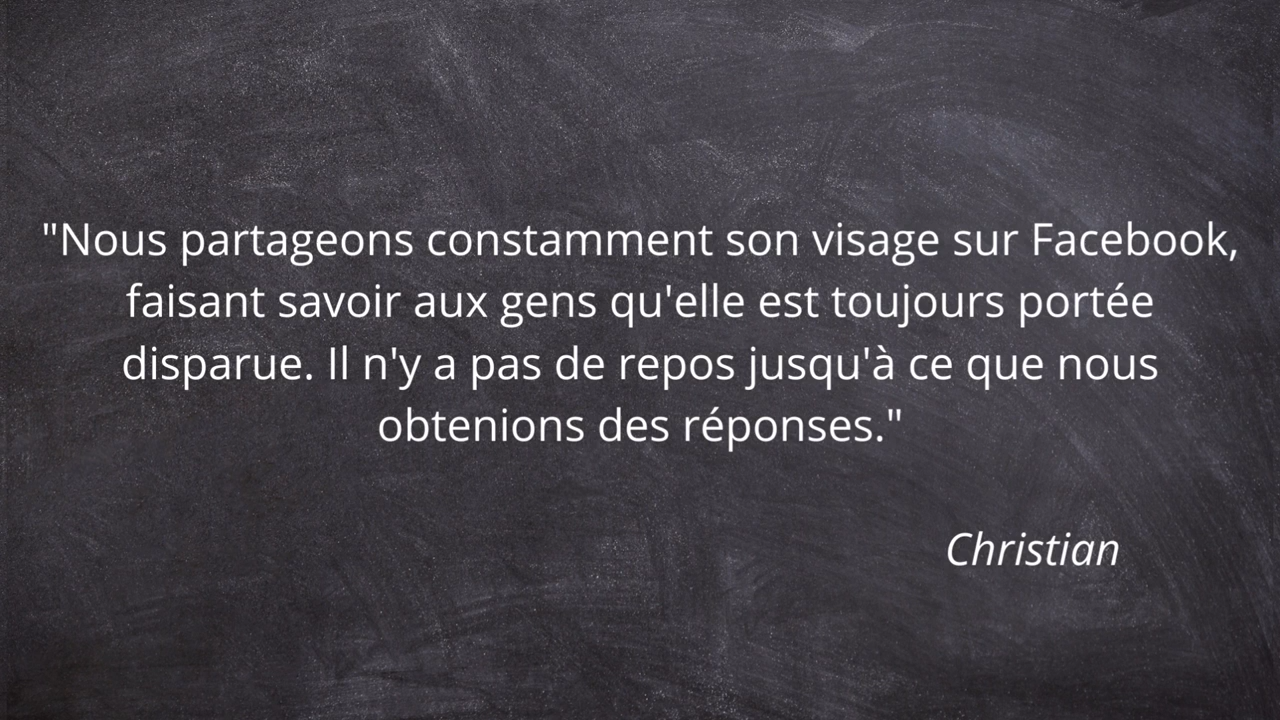 "Nous partageons constamment son visage sur Facebook,
faisant savoir aux gens qu'elle est toujours portée
disparue. Il n'y a pas de repos jusqu'à ce que nous
obtenions des réponses."
Christian